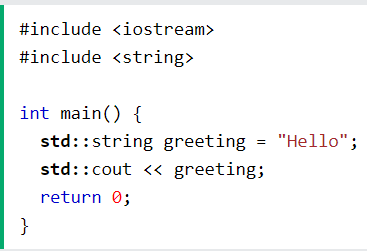 #include <iostream>
#include <string>

int main() {
  std::string greeting = "Hello";
  std::cout << greeting;
  return 0;
}